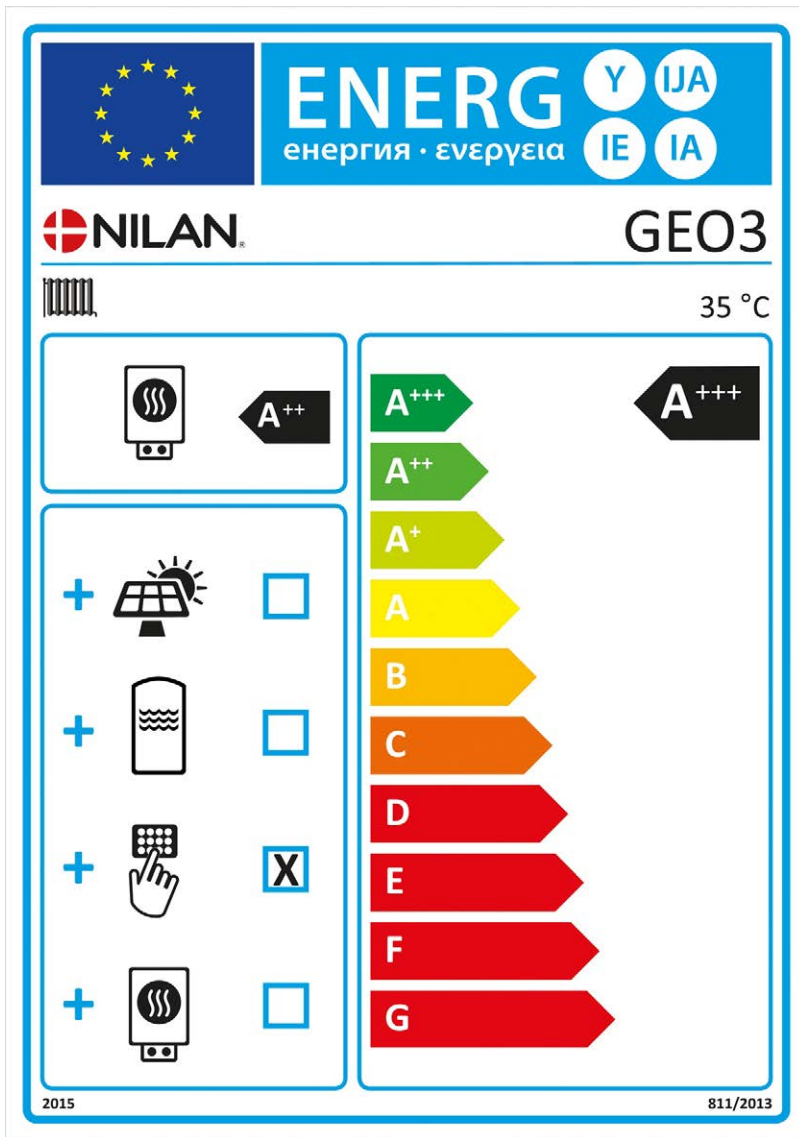 ENERG Y IJA
енергия · ενεργεια IE IA
NILAN® GEO3
35 °C
A++
A+++ A+++
A++
A+
A
B
C
X
D
E
F
G
2015 811/2013